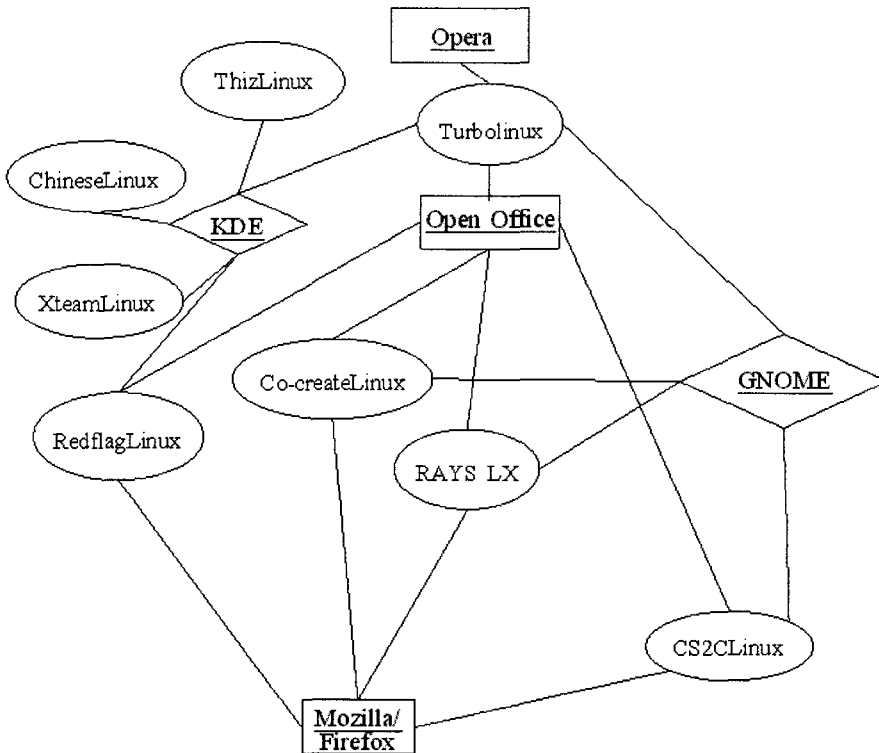 Opera
ThizLinux
Turbolinux
ChineseLinux
KDE
Open Office
XteamLinux
Co-createLinux
GNOME
RedflagLinux
RAYS LX
CS2CLinux
Mozilla/
Firefox